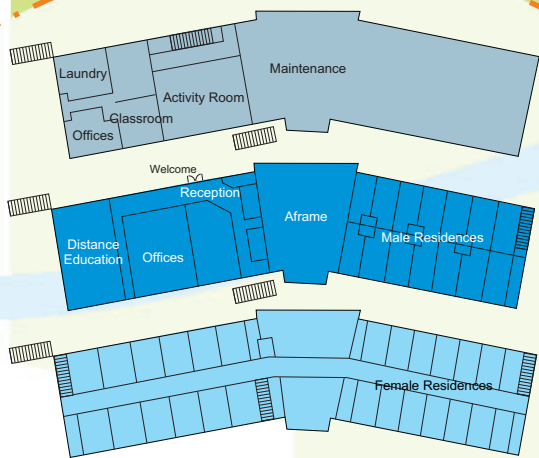 Laundry
Maintenance
Activity Room
Classroom
Offices
Welcome
Reception
Aframe
Male Residences
Distance
Education
Offices
Female Residences